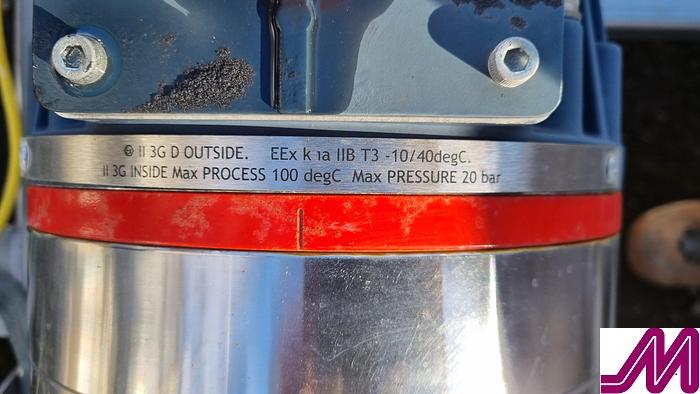 II 3G D OUTSIDE. EEx k ia IIB T3 -10/40degC.
II 3G INSIDE Max PROCESS 100 degC Max PRESSURE 20 bar
M